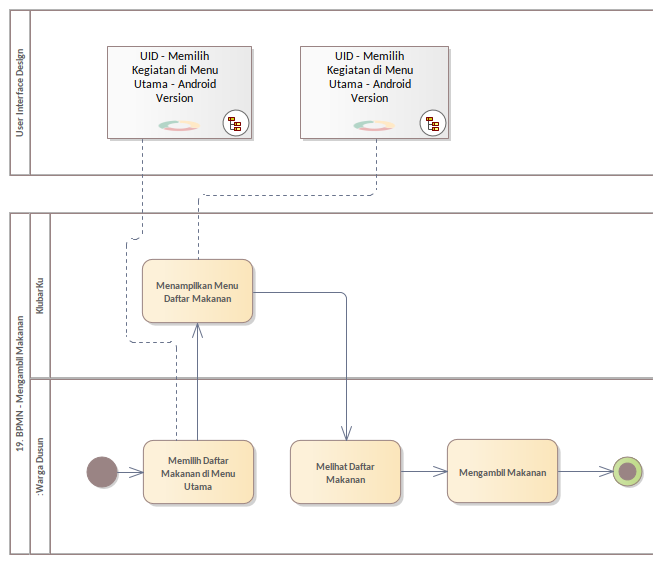 User Interface Design
UID - Memilih
Kegiatan di Menu
Utama - Android
Version
UID - Memilih
Kegiatan di Menu
Utama - Android
Version
19. BPMN - Mengambil Makanan
KlubarKu
Menampilkan Menu
Daftar Makanan
:Warga Dusun
Memilih Daftar
Makanan di Menu
Utama
Melihat Daftar
Makanan
Mengambil Makanan